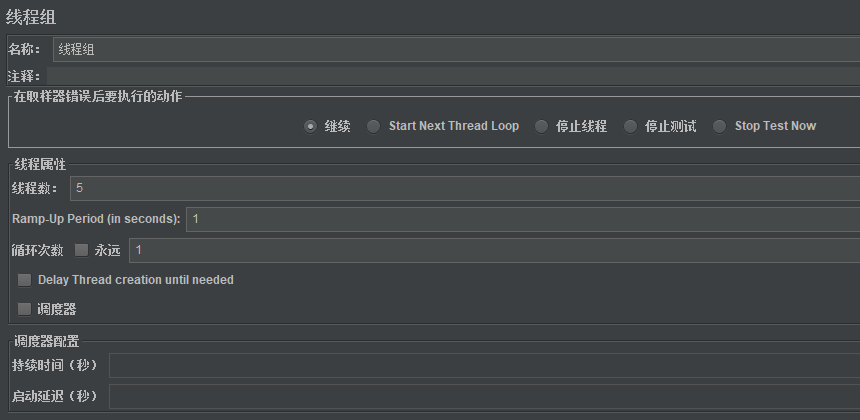 线程组
名称： 线程组
注释：
在取样器错误后要执行的动作
继续 Start Next Thread Loop 停止线程 停止测试 Stop Test Now
线程属性
线程数： 5
Ramp-Up Period (in seconds): 1
循环次数 永远 1
Delay Thread creation until needed
调度器
调度器配置
持续时间（秒）
启动延迟（秒）